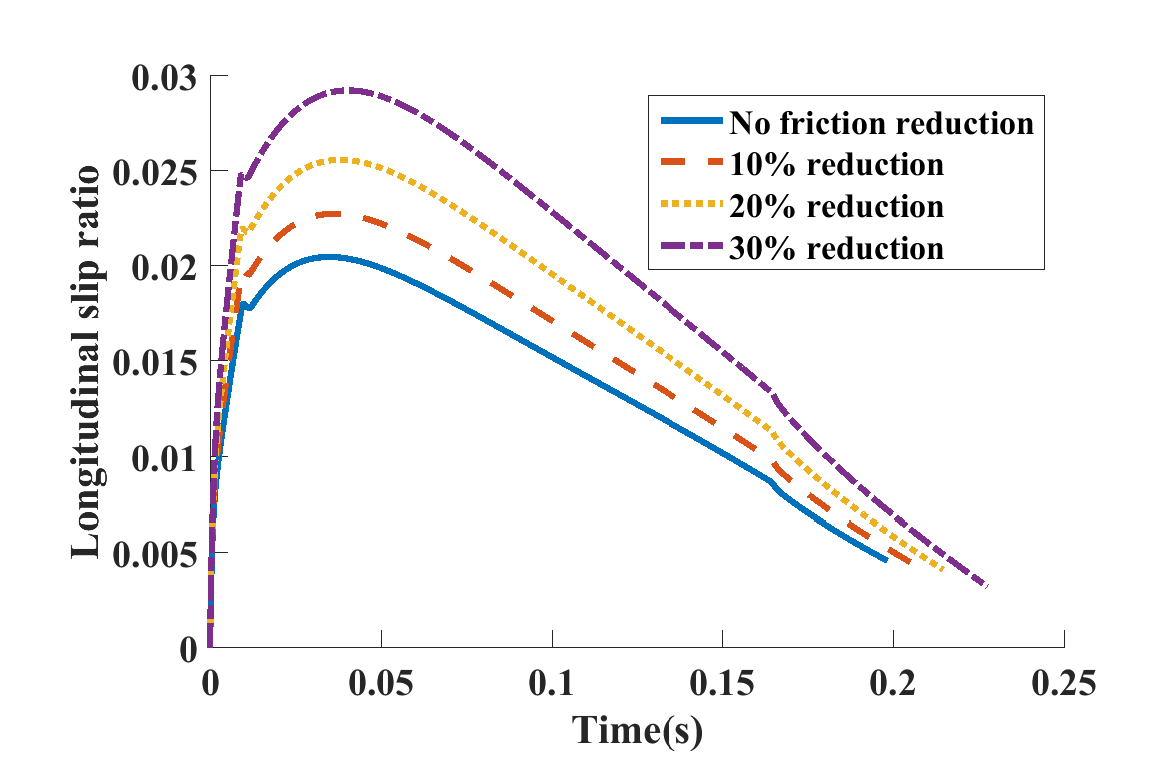 0.03
0.025
0.02
0.015
0.01
0.005
0
Longitudinal slip ratio
No friction reduction
10% reduction
20% reduction
30% reduction
0
0.05
0.1
0.15
0.2
0.25
Time(s)